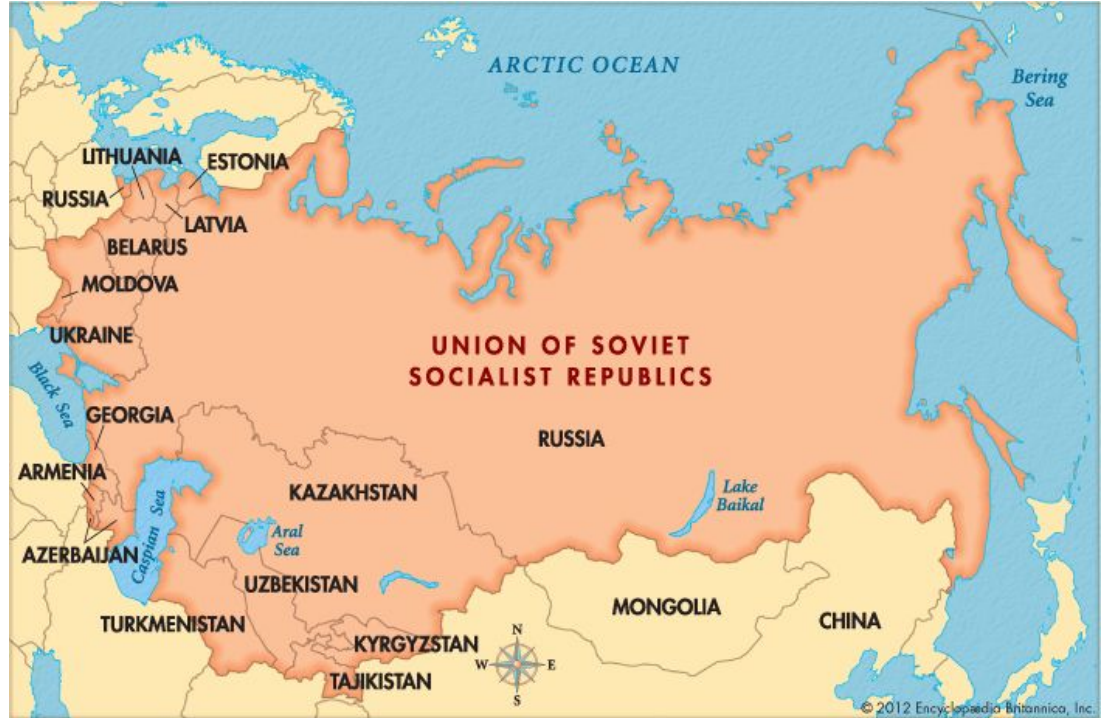 ARCTIC OCEAN
Bering
Sea
LITHUANIA
ESTONIA
RUSSIA
LATVIA
BELARUS
MOLDOVA
UKRAINE
UNION OF SOVIET
SOCIALIST REPUBLICS
Black Sea
GEORGIA
RUSSIA
ARMENIA
KAZAKHSTAN
Lake
Baikal
Caspian Sea
Aral
Sea
AZERBAIJAN
UZBEKISTAN
MONGOLIA
CHINA
TURKMENISTAN
KYRGYZSTAN
N
W
E
S
TAJIKISTAN
© 2012 Encyclopædia Britannica, Inc.